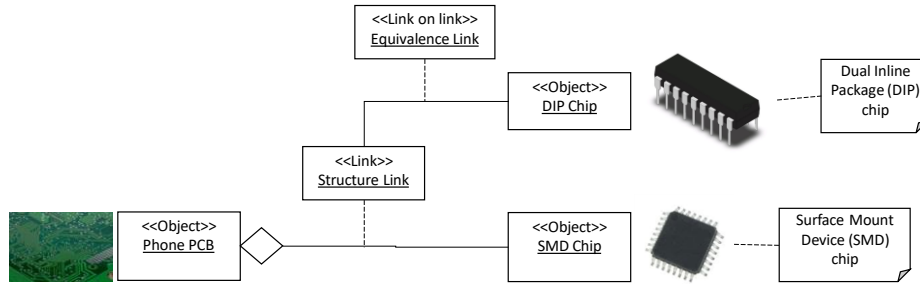 <<Link on link>>
Equivalence Link
<<Object>>
DIP Chip
Dual Inline
Package (DIP)
chip
<<Link>>
Structure Link
<<Object>>
Phone PCB
<<Object>>
SMD Chip
Surface Mount
Device (SMD)
chip